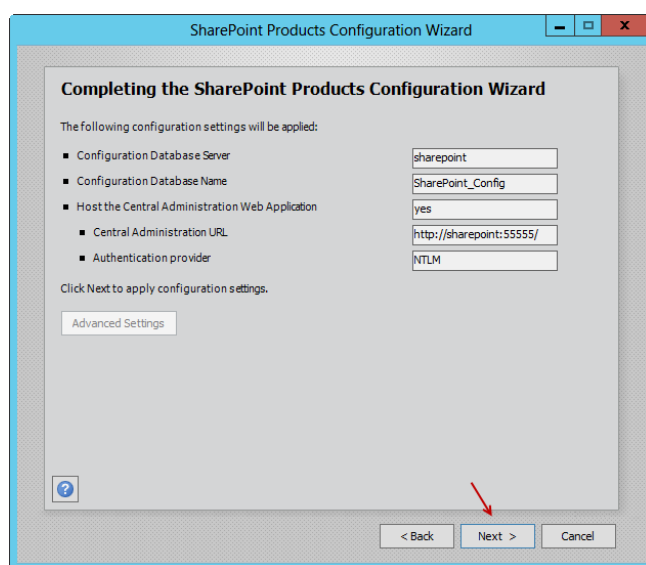 SharePoint Products Configuration Wizard
Completing the SharePoint Products Configuration Wizard
The following configuration settings will be applied:
Configuration Database Server sharepoint
Configuration Database Name SharePoint_Config
Host the Central Administration Web Application yes
Central Administration URL http://sharepoint:55555/
Authentication provider NTLM
Click Next to apply configuration settings.
Advanced Settings
?
< Back Next > Cancel